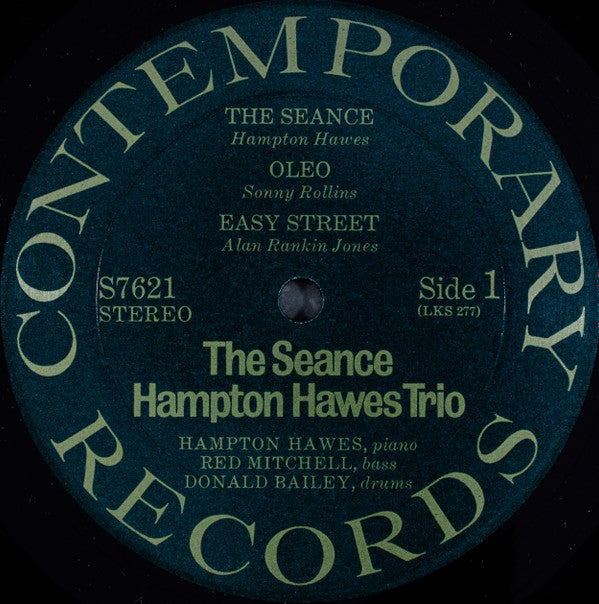 CONTEMPORARY
THE SEANCE
Hampton Hawes
OLEO
Sonny Rollins
EASY STREET
Alan Rankin Jones
S7621
STEREO
Side 1
(LKS 277)
The Seance
Hampton Hawes Trio
HAMPTON HAWES, piano
RED MITCHELL, bass
DONALD BAILEY, drums
RECORDS